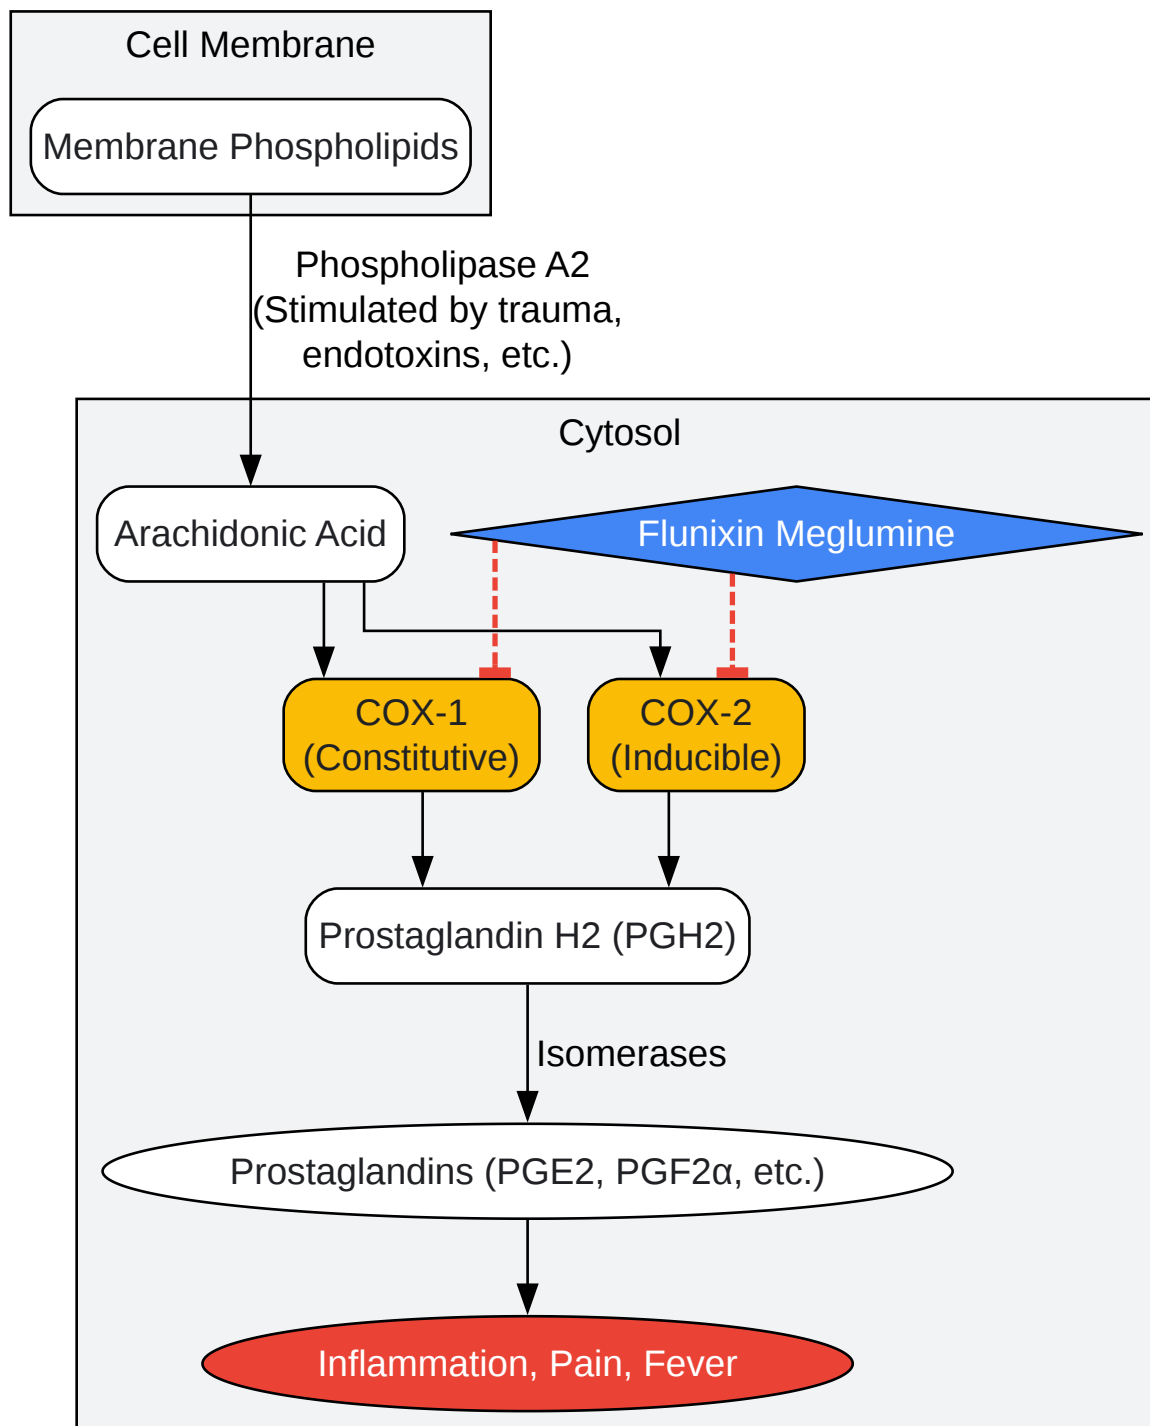 Cell Membrane
Membrane Phospholipids
Phospholipase A2
(Stimulated by trauma,
endotoxins, etc.)
Cytosol
Arachidonic Acid
Flunixin Meglumine
COX-1
(Constitutive)
COX-2
(Inducible)
Prostaglandin H2 (PGH2)
Isomerases
Prostaglandins (PGE2, PGF2α, etc.)
Inflammation, Pain, Fever